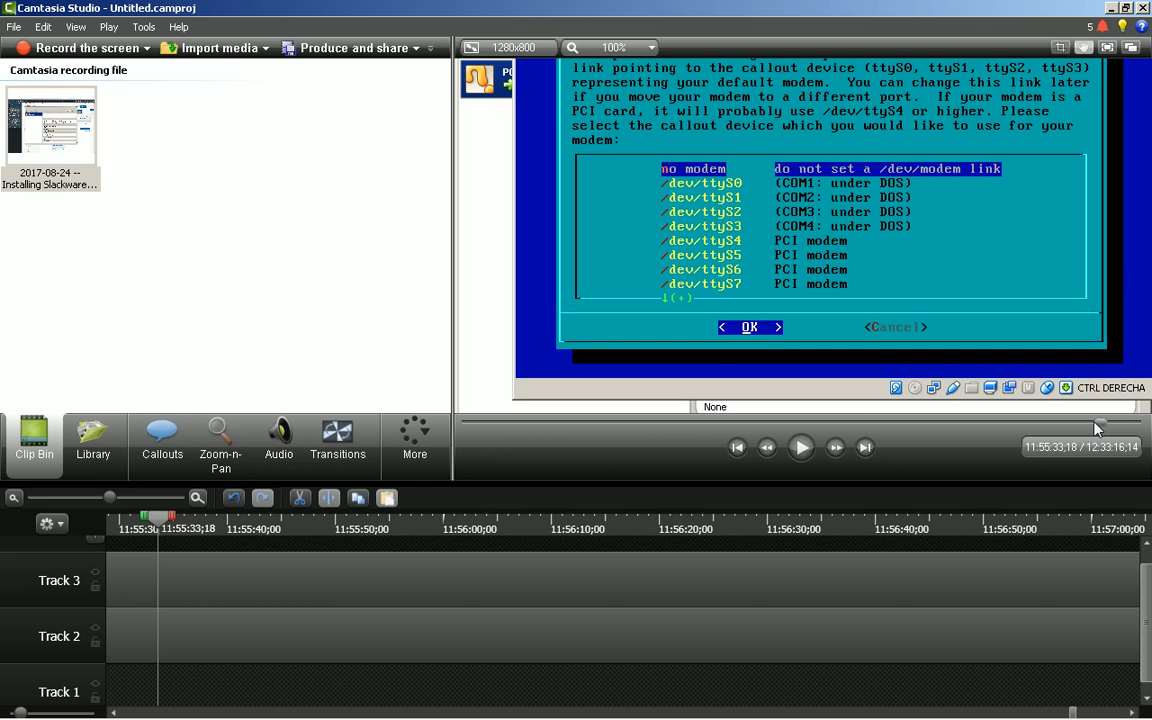 Camtasia Studio - Untitled.camproj
File Edit View Play Tools Help
5
Record the screen Import media Produce and share
1280x800 100%
Camtasia recording file
2017-08-24 --
Installing Slackware...
link pointing to the callout device (ttyS0, ttyS1, ttyS2, ttyS3)
representing your default modem. You can change this link later
if you move your modem to a different port. If your modem is a
PCI card, it will probably use /dev/ttyS4 or higher. Please
select the callout device which you would like to use for your
modem:
no modem do not set a /dev/modem link
/dev/ttyS0 (COM1: under DOS)
/dev/ttyS1 (COM2: under DOS)
/dev/ttyS2 (COM3: under DOS)
/dev/ttyS3 (COM4: under DOS)
/dev/ttyS4 PCI modem
/dev/ttyS5 PCI modem
/dev/ttyS6 PCI modem
/dev/ttyS7 PCI modem
↓(+)
< OK > <Cancel>
CTRL DERECHA
None
Clip Bin Library Callouts Zoom-n-Pan Audio Transitions More
11:55:33;18 / 12:33:16;14
11:55:30 11:55:33;18 11:55:40;00 11:55:50;00 11:56:00;00 11:56:10;00 11:56:20;00 11:56:30;00 11:56:40;00 11:56:50;00 11:57:00;00
Track 3
Track 2
Track 1